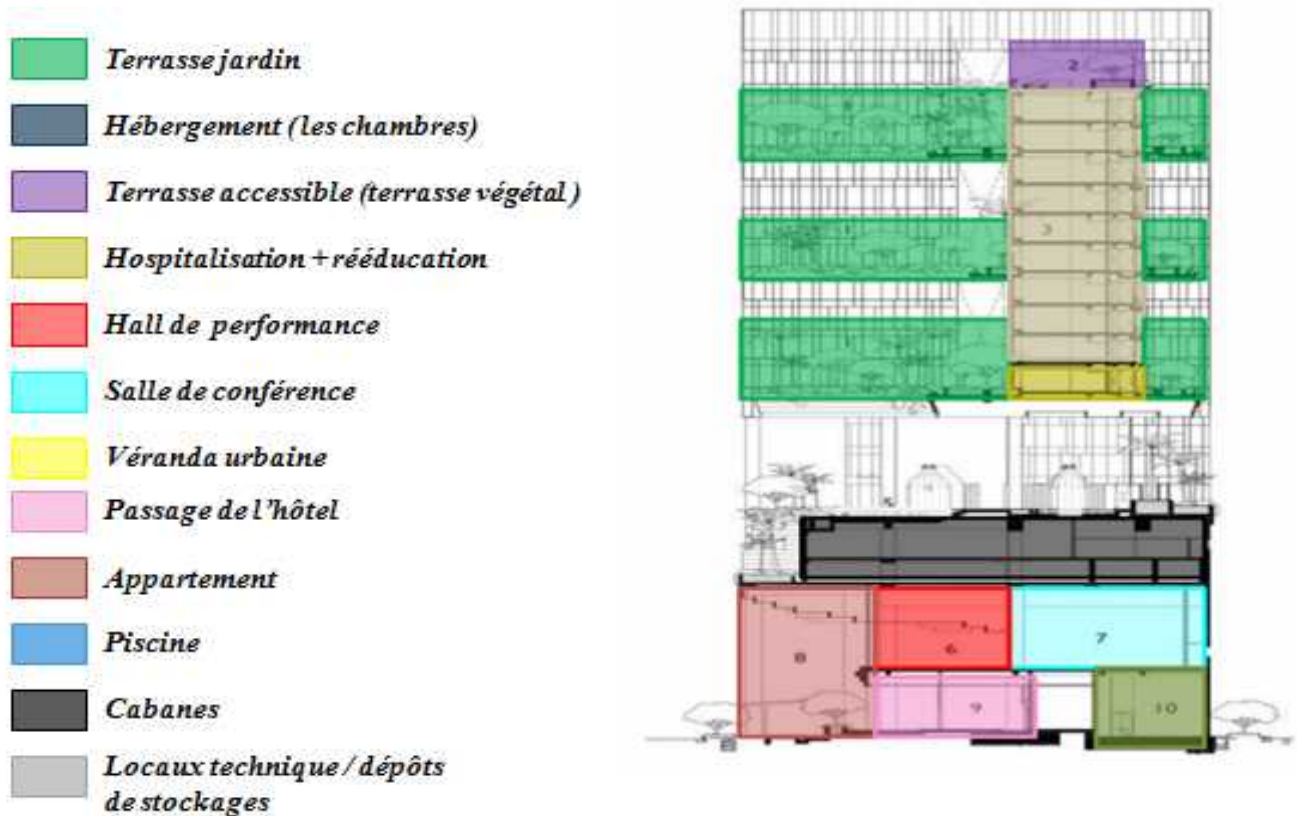 Terrasse jardin
Hébergement (les chambres)
Terrasse accessible (terrasse végétal)
Hospitalisation + rééducation
Hall de performance
Salle de conférence
Véranda urbaine
Passage de l'hôtel
Appartement
Piscine
Cabanes
Locaux technique / dépôts
de stockages
2
3
6
7
8
9
10